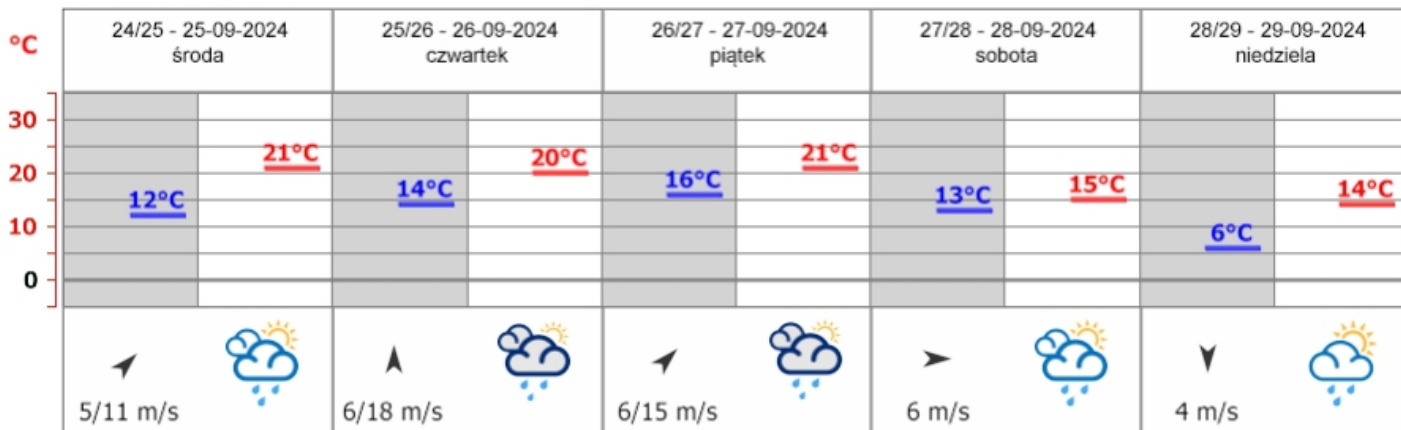 °C
24/25 - 25-09-2024
środa
25/26 - 26-09-2024
czwartek
26/27 - 27-09-2024
piątek
27/28 - 28-09-2024
sobota
28/29 - 29-09-2024
niedziela
30
20
10
0
12°C
21°C
14°C
20°C
16°C
21°C
13°C
15°C
6°C
14°C
5/11 m/s
6/18 m/s
6/15 m/s
6 m/s
4 m/s